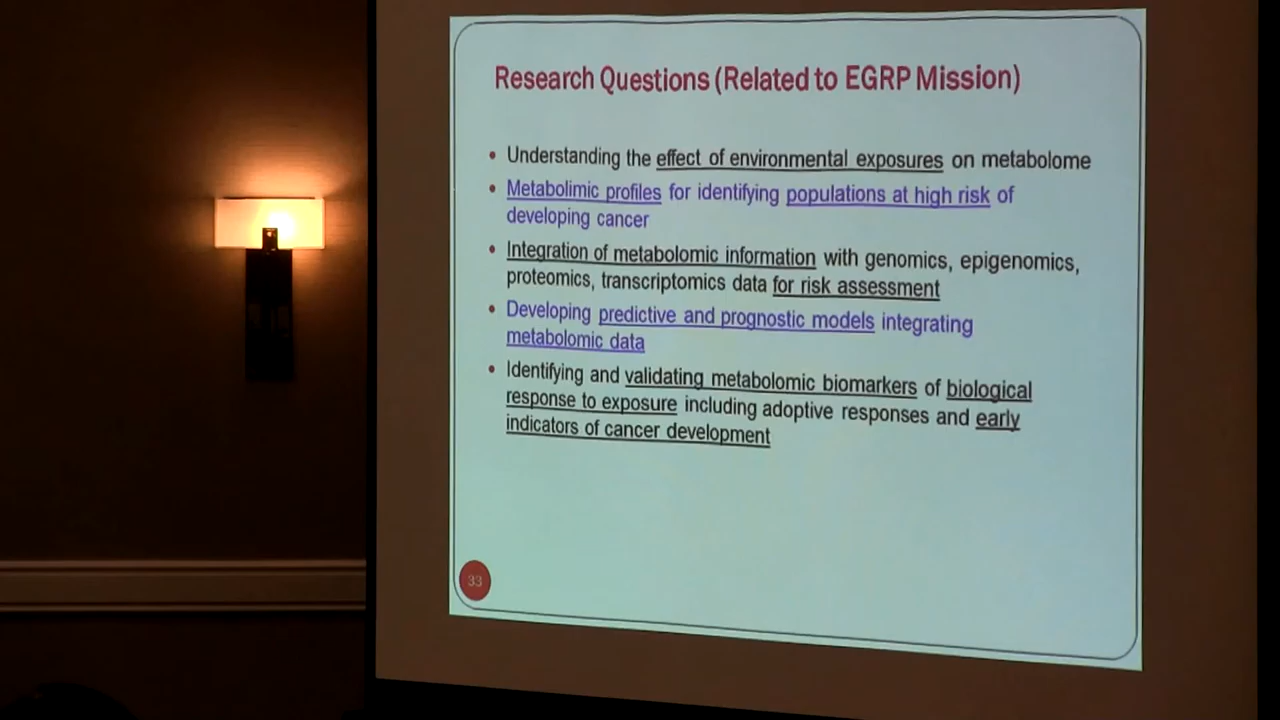 Research Questions (Related to EGRP Mission)
• Understanding the effect of environmental exposures on metabolome
• Metabolimic profiles for identifying populations at high risk of
developing cancer
• Integration of metabolomic information with genomics, epigenomics,
proteomics, transcriptomics data for risk assessment
• Developing predictive and prognostic models integrating
metabolomic data
• Identifying and validating metabolomic biomarkers of biological
response to exposure including adoptive responses and early
indicators of cancer development
33